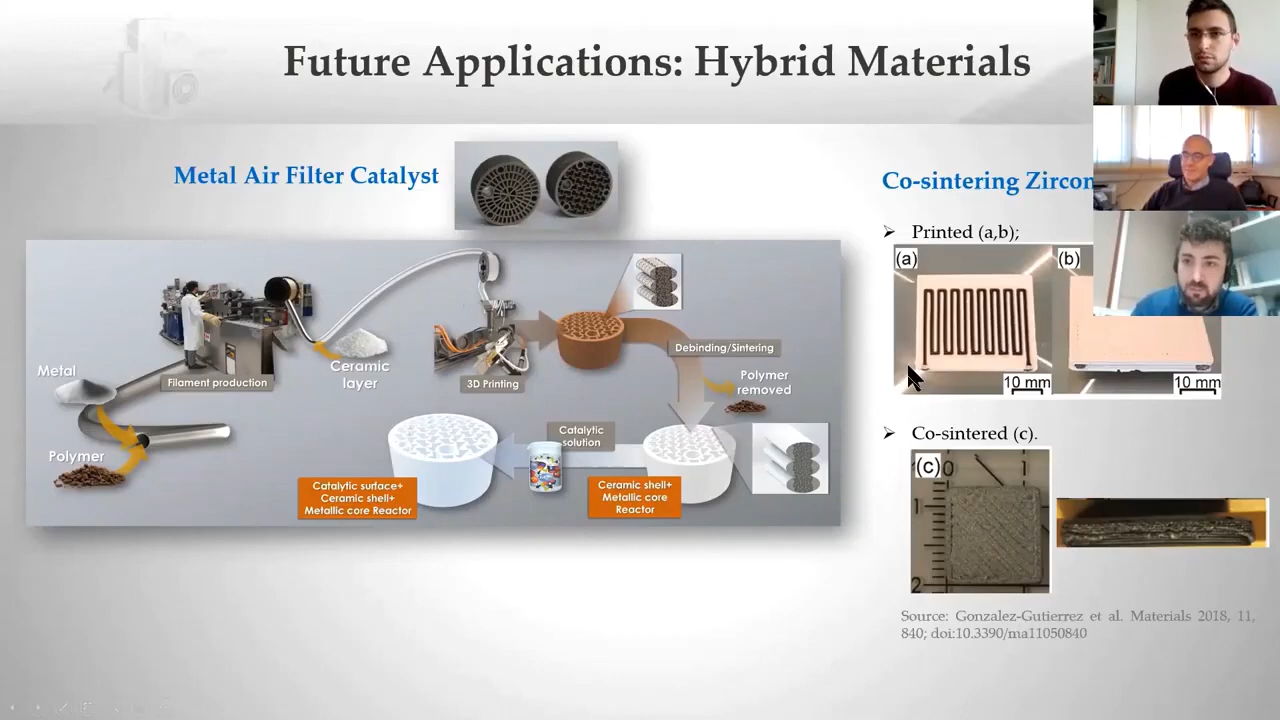 Future Applications: Hybrid Materials
Metal Air Filter Catalyst
Metal
Polymer
Filament production
Ceramic
layer
3D Printing
Debinding/Sintering
Polymer
removed
Catalytic
solution
Ceramic shell+
Metallic core
Reactor
Catalytic surface+
Ceramic shell+
Metallic core Reactor
Co-sintering Zircon
➢ Printed (a,b);
(a)
(b)
10 mm
10 mm
➢ Co-sintered (c).
(c)
0 1
1
2
Source: Gonzalez-Gutierrez et al. Materials 2018, 11,
840; doi:10.3390/ma11050840